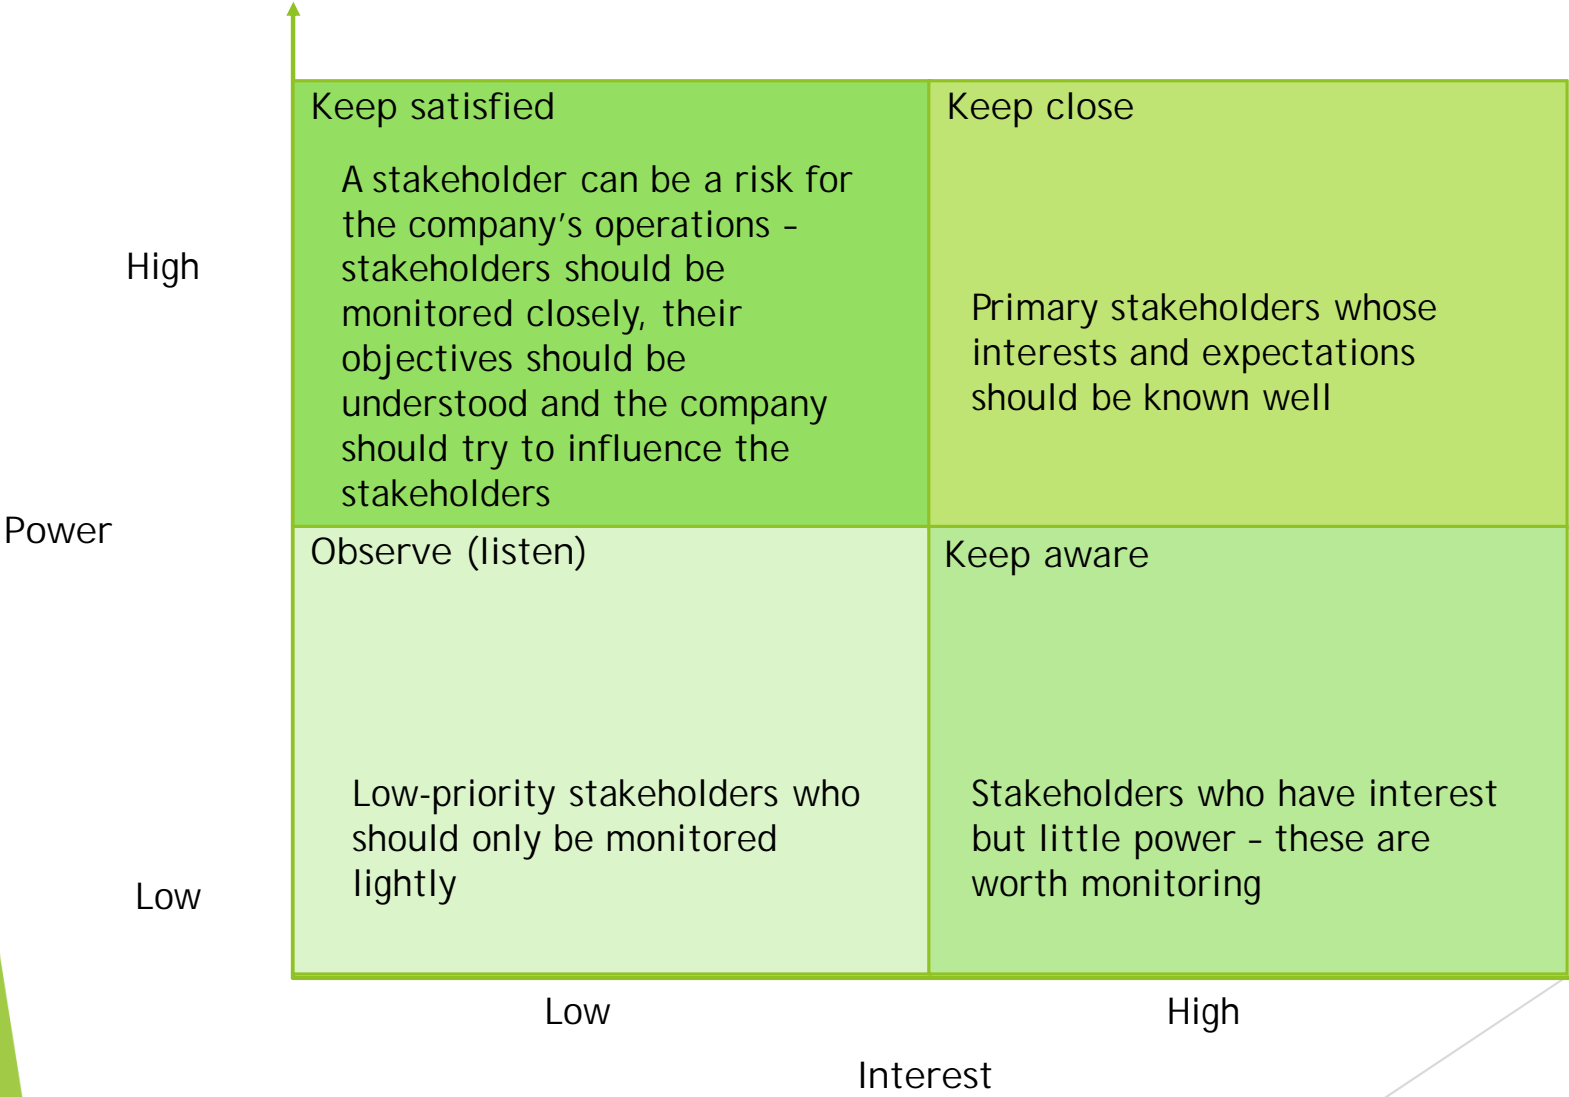 Keep satisfied
A stakeholder can be a risk for
the company’s operations –
stakeholders should be
monitored closely, their
objectives should be
understood and the company
should try to influence the
stakeholders
Keep close
Primary stakeholders whose
interests and expectations
should be known well
High
Power
Observe (listen)
Low-priority stakeholders who
should only be monitored
lightly
Keep aware
Stakeholders who have interest
but little power – these are
worth monitoring
Low
Low
High
Interest